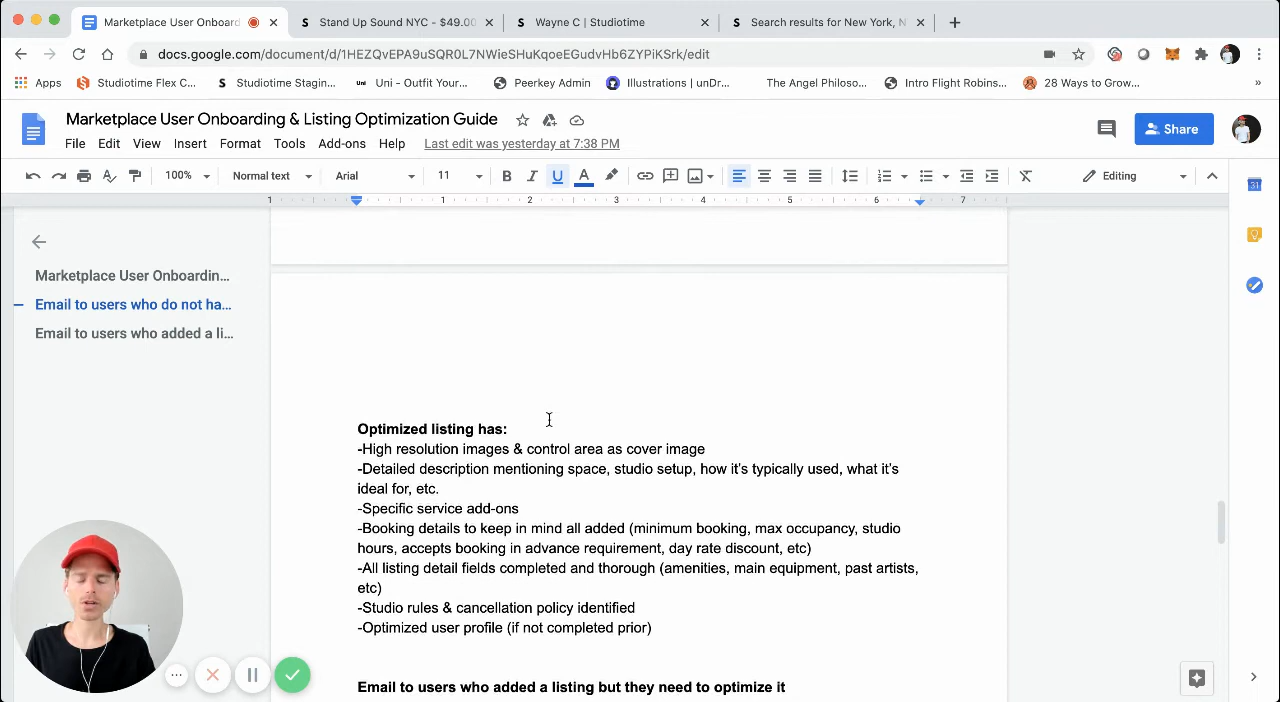 Marketplace User Onboard
Stand Up Sound NYC - $49.00
Wayne C | Studiotime
Search results for New York, N
docs.google.com/document/d/1HEZQvEPA9uSQR0L7NWieSHuKqoeEGudvHb6ZYPiKSrk/edit
Apps
Studiotime Flex C...
Studiotime Stagin...
Uni - Outfit Your...
Peerkey Admin
Illustrations | unDr...
The Angel Philoso...
Intro Flight Robins...
28 Ways to Grow...
»
Marketplace User Onboarding & Listing Optimization Guide
Share
File Edit View Insert Format Tools Add-ons Help Last edit was yesterday at 7:38 PM
100% Normal text Arial 11 B I U A Editing
1 1 2 3 4 5 6 7
Marketplace User Onboardin...
Email to users who do not ha...
Email to users who added a li...
Optimized listing has:
-High resolution images & control area as cover image
-Detailed description mentioning space, studio setup, how it's typically used, what it's
ideal for, etc.
-Specific service add-ons
-Booking details to keep in mind all added (minimum booking, max occupancy, studio
hours, accepts booking in advance requirement, day rate discount, etc)
-All listing detail fields completed and thorough (amenities, main equipment, past artists,
etc)
-Studio rules & cancellation policy identified
-Optimized user profile (if not completed prior)
Email to users who added a listing but they need to optimize it